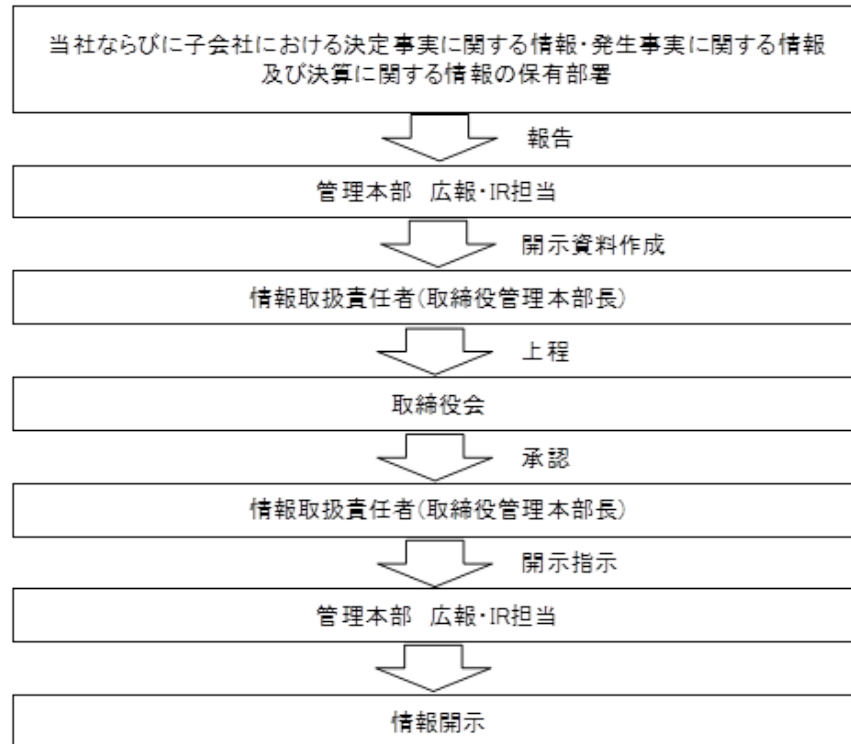 当社ならびに子会社における決定事実に関する情報・発生事実に関する情報
及び決算に関する情報の保有部署
報告
管理本部　広報・IR担当
開示資料作成
情報取扱責任者(取締役管理本部長)
上程
取締役会
承認
情報取扱責任者(取締役管理本部長)
開示指示
管理本部　広報・IR担当
情報開示